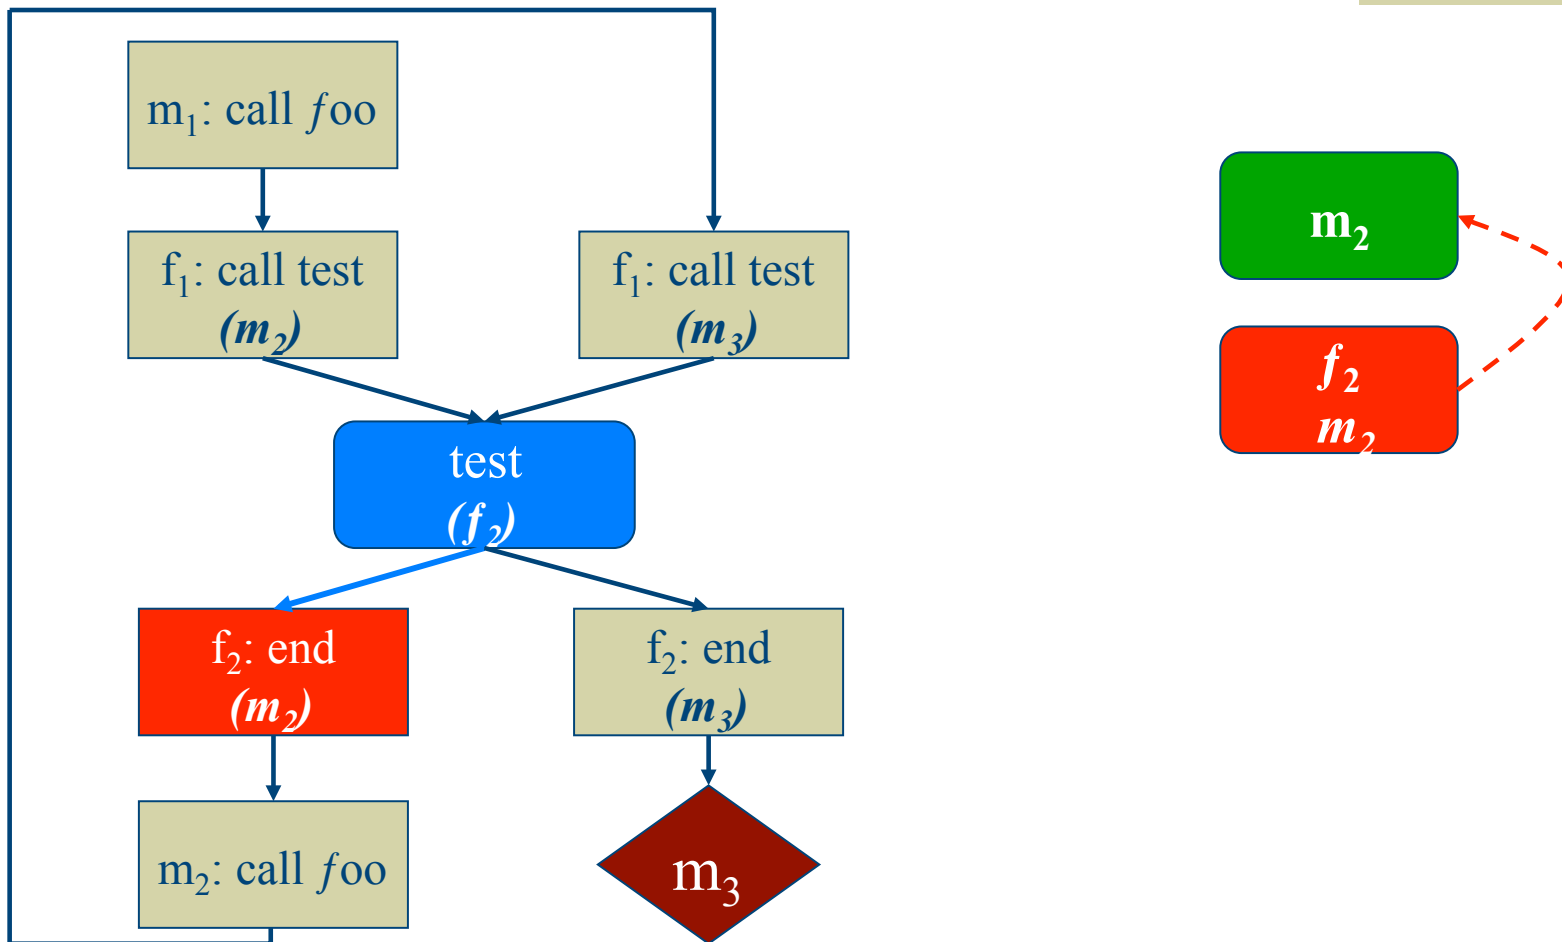 m₁: call foo
f₁: call test
(m₂)
f₁: call test
(m₃)
test
(f₂)
f₂: end
(m₂)
f₂: end
(m₃)
m₂: call foo
m₃
m₂
f₂
m₂